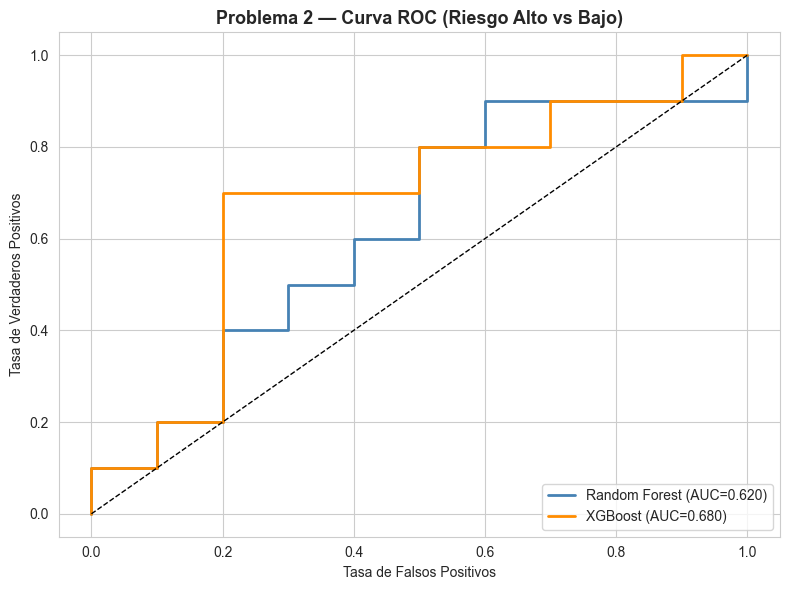 Problema 2 — Curva ROC (Riesgo Alto vs Bajo)
Tasa de Verdaderos Positivos
1.0
0.8
0.6
0.4
0.2
0.0
0.0 0.2 0.4 0.6 0.8 1.0
Tasa de Falsos Positivos
Random Forest (AUC=0.620)
XGBoost (AUC=0.680)